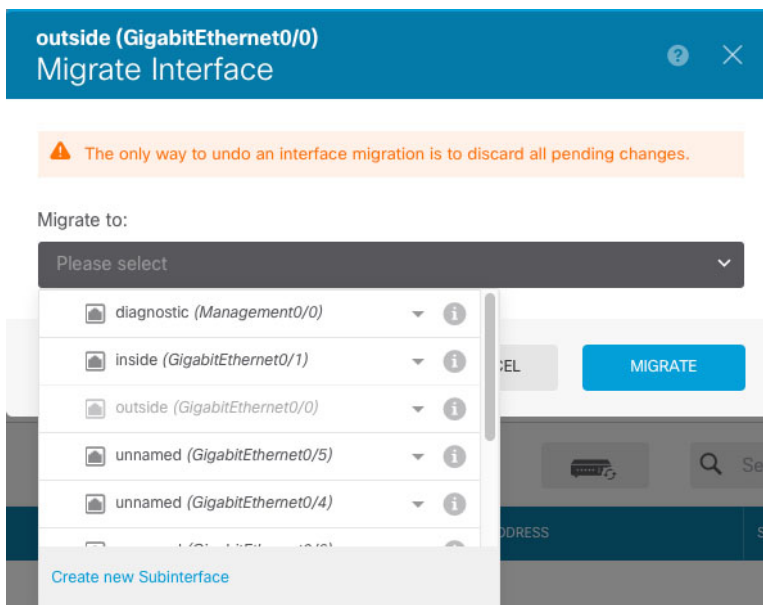 outside (GigabitEthernet0/0)
Migrate Interface
The only way to undo an interface migration is to discard all pending changes.
Migrate to:
Please select
diagnostic (Management0/0)
inside (GigabitEthernet0/1)
MIGRATE
outside (GigabitEthernet0/0)
unnamed (GigabitEthernet0/5)
unnamed (GigabitEthernet0/4)
Create new Subinterface